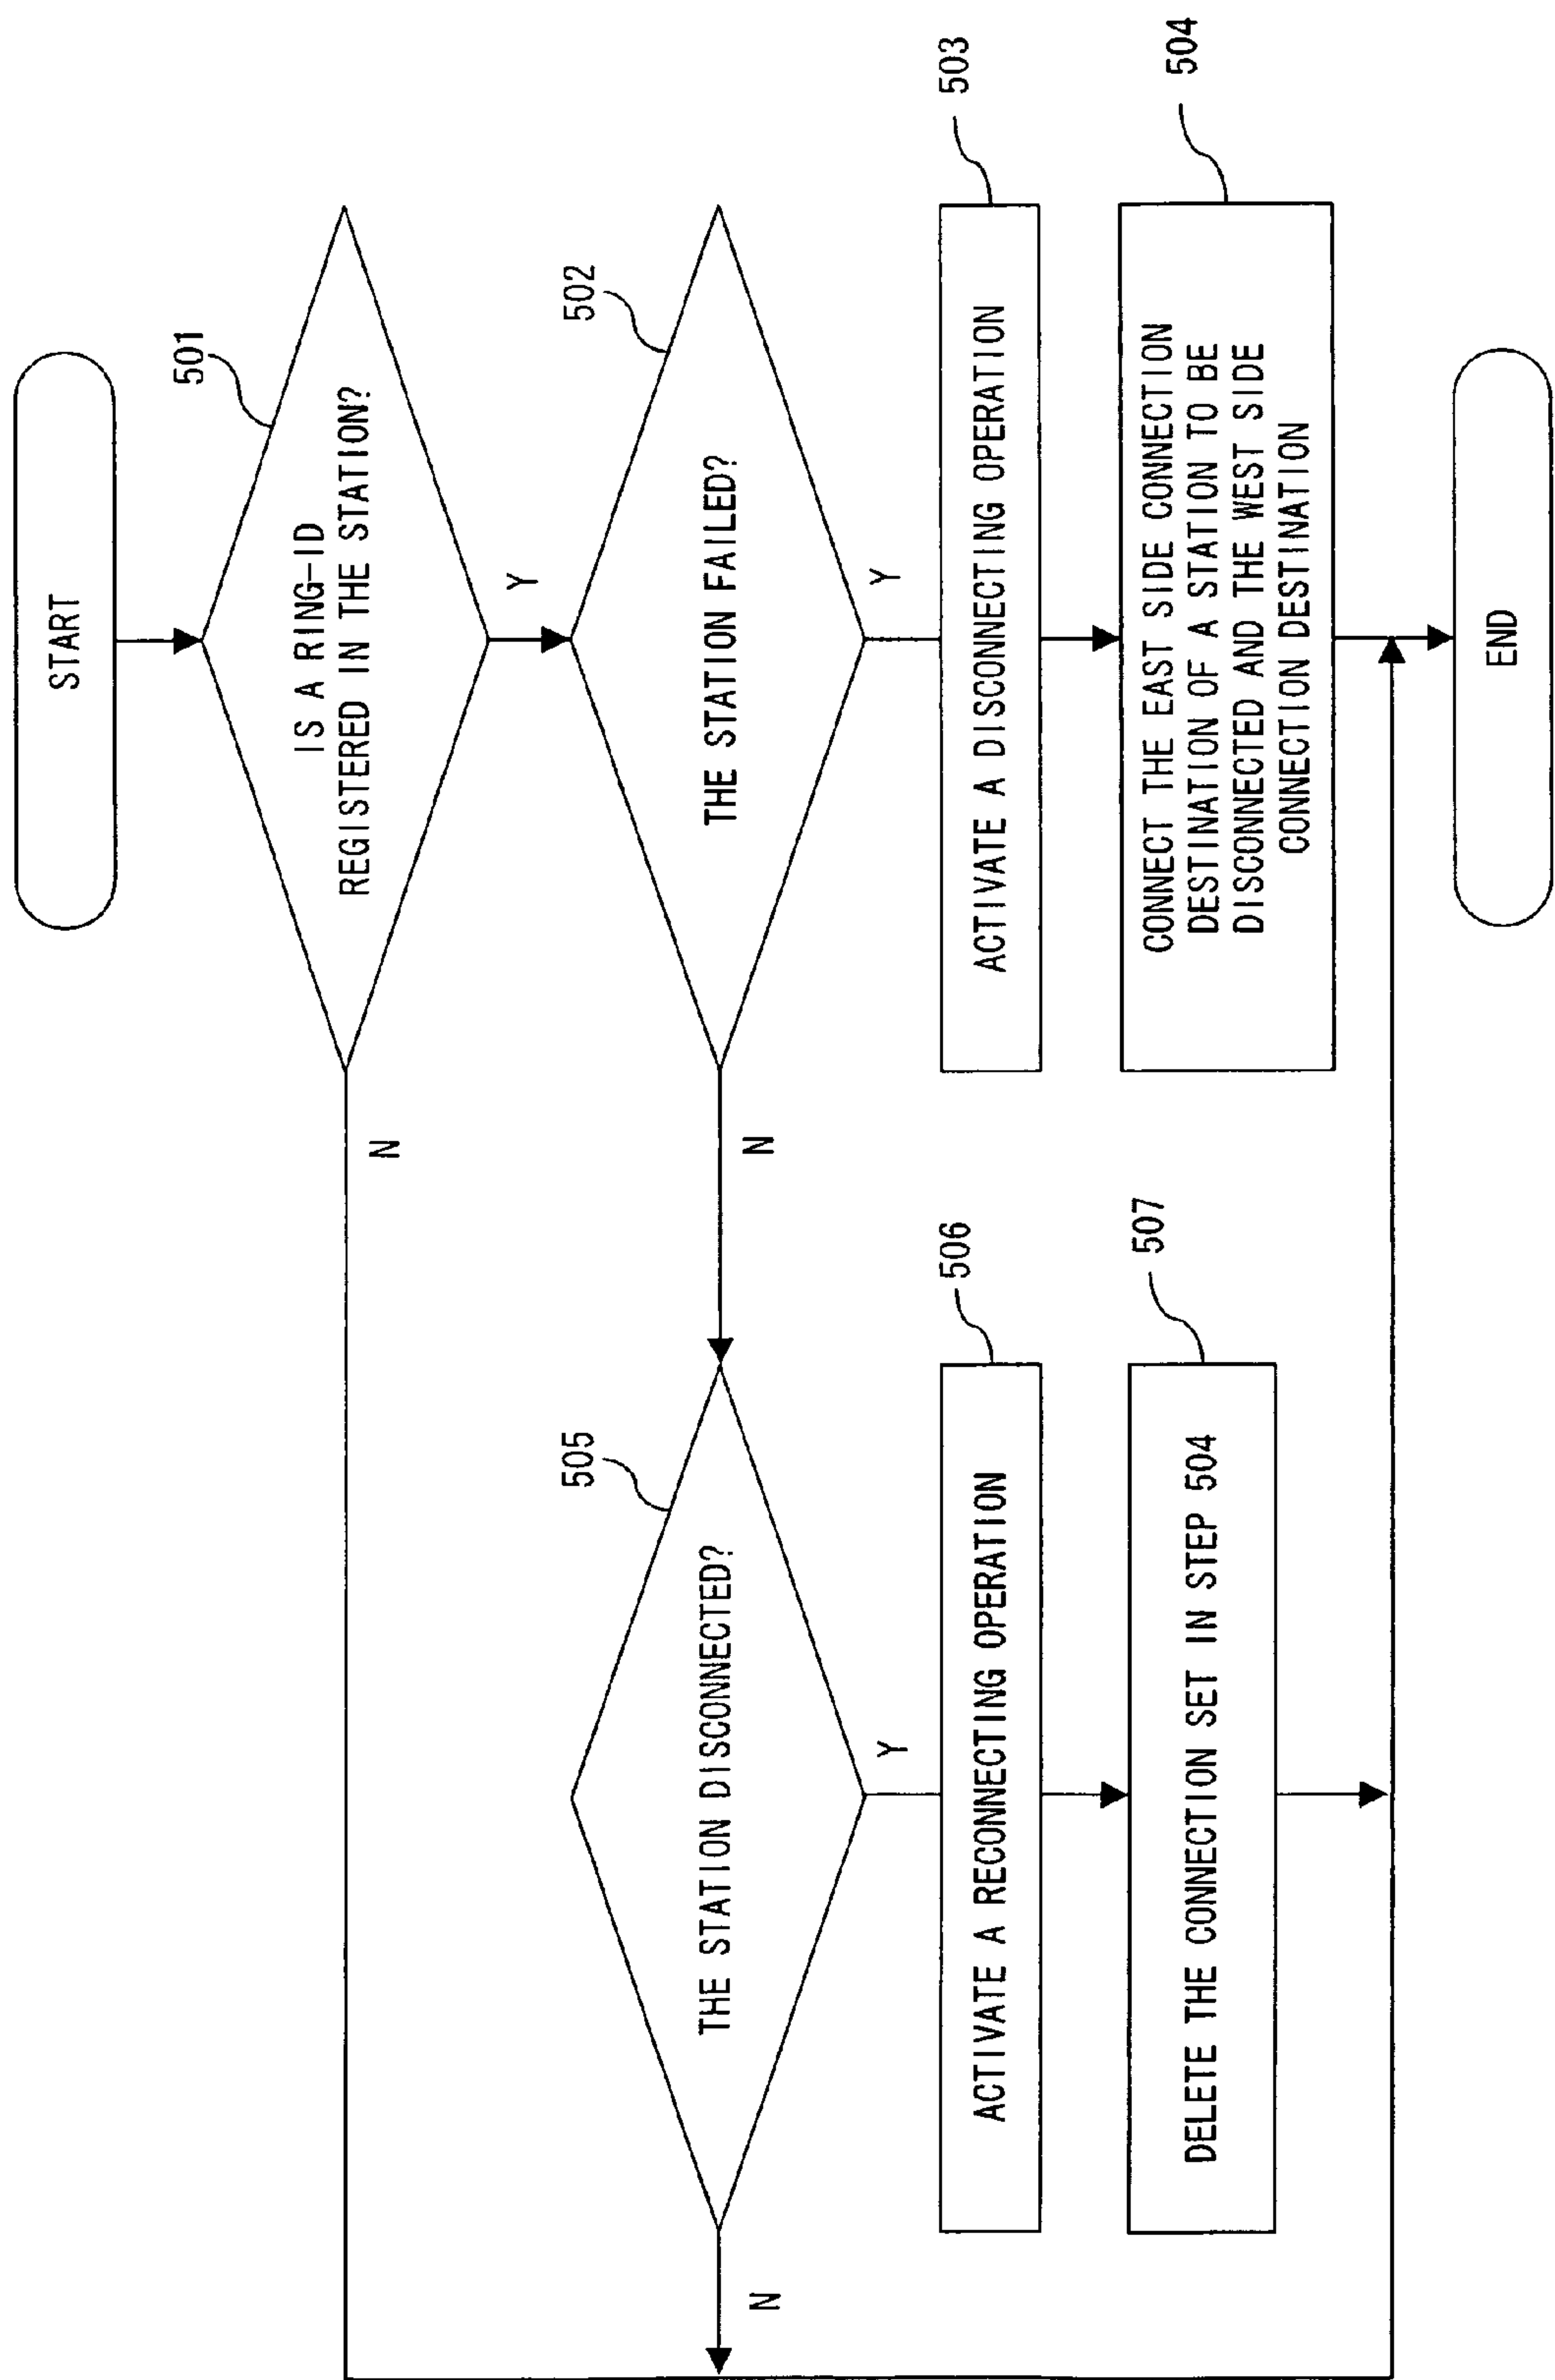 START
501
IS A RING-ID
REGISTERED IN THE STATION?
N
Y
502
THE STATION FAILED?
N
Y
503
ACTIVATE A DISCONNECTING OPERATION
504
CONNECT THE EAST SIDE CONNECTION
DESTINATION OF A STATION TO BE
DISCONNECTED AND THE WEST SIDE
CONNECTION DESTINATION
505
THE STATION DISCONNECTED?
N
Y
506
ACTIVATE A RECONNECTING OPERATION
507
DELETE THE CONNECTION SET IN STEP 504
END